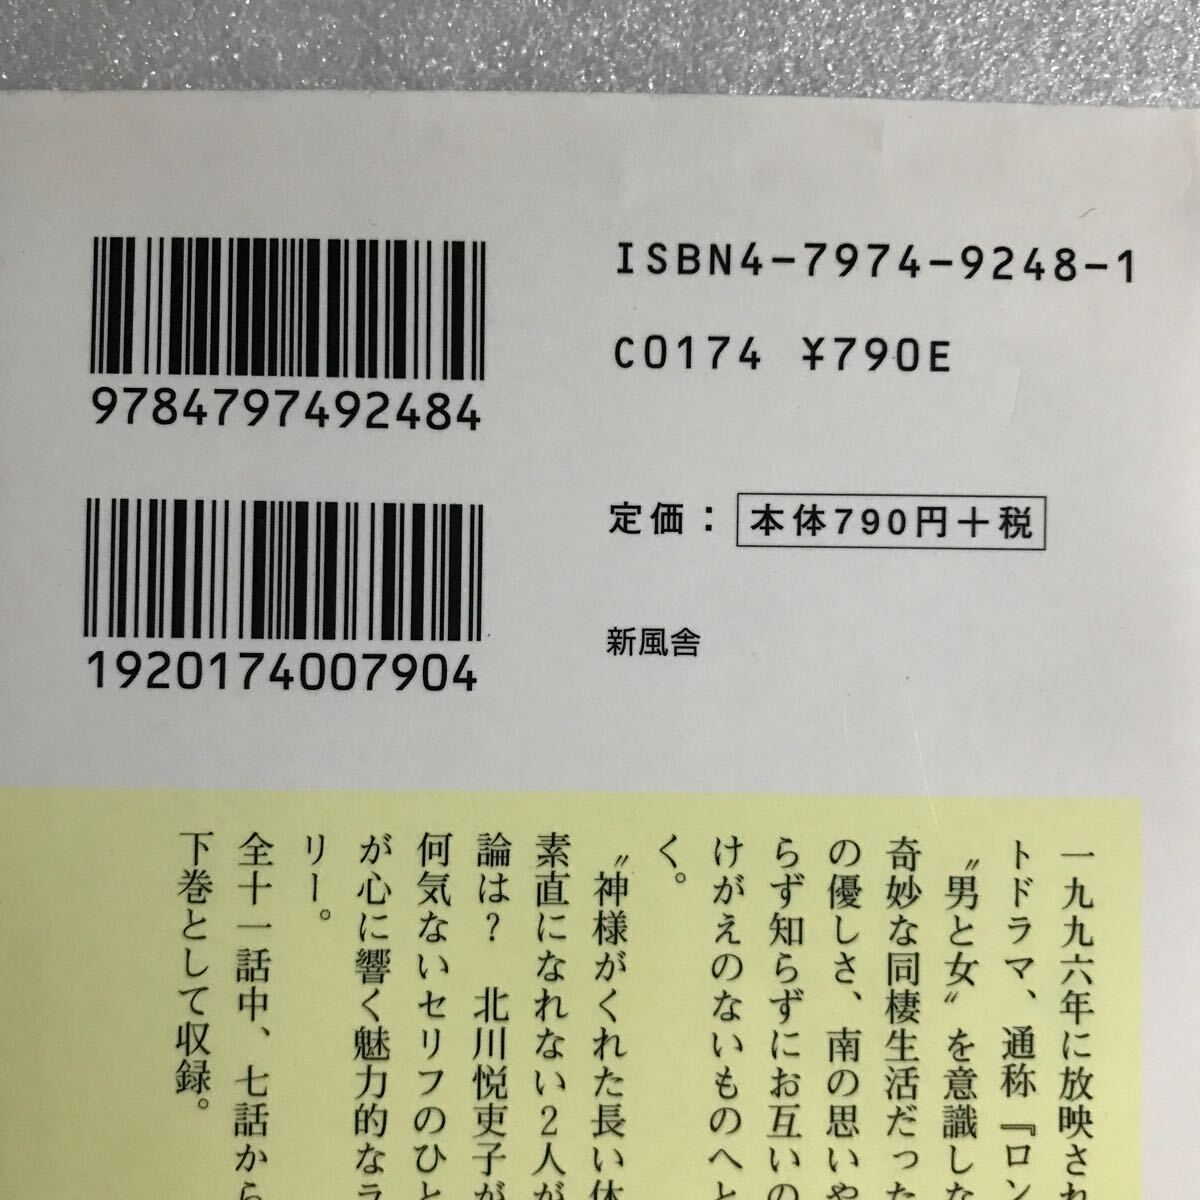 ISBN4-7974-9248-1
C0174 ¥790E
9784797492484
定価： 本体790円＋税
1920174007904
新風舎
一九九六年に放映され
トドラマ、通称『ロン
〝男と女〟を意識しな
奇妙な同棲生活だった
の優しさ、南の思いや
らず知らずにお互いの
けがえのないものへと
く。
〝神様がくれた長い休
素直になれない2人が
論は？ 北川悦吏子が
何気ないセリフのひと
が心に響く魅力的なラ
リー。
全十一話中、七話から
下巻として収録。